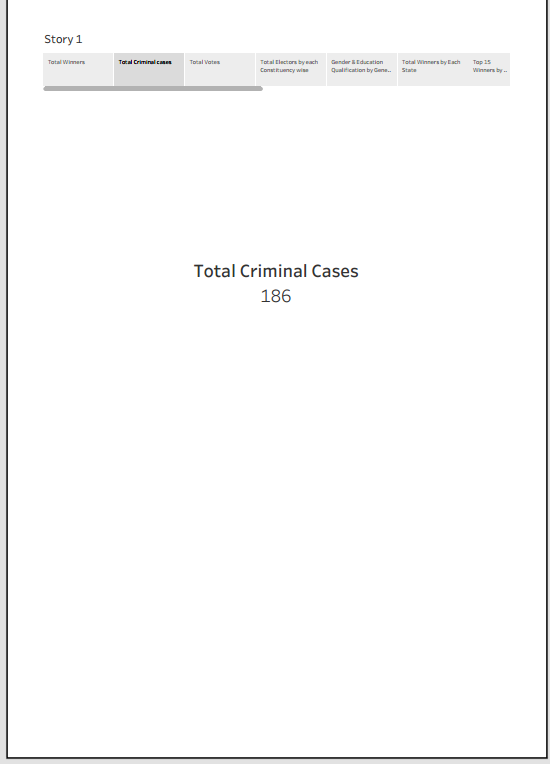 Story 1
Total Winners
Total Criminal cases
Total Votes
Total Electors by each
Constituency wise
Gender & Education
Qualification by Gene..
Total Winners by Each
State
Top 15
Winners by ..
Total Criminal Cases
186